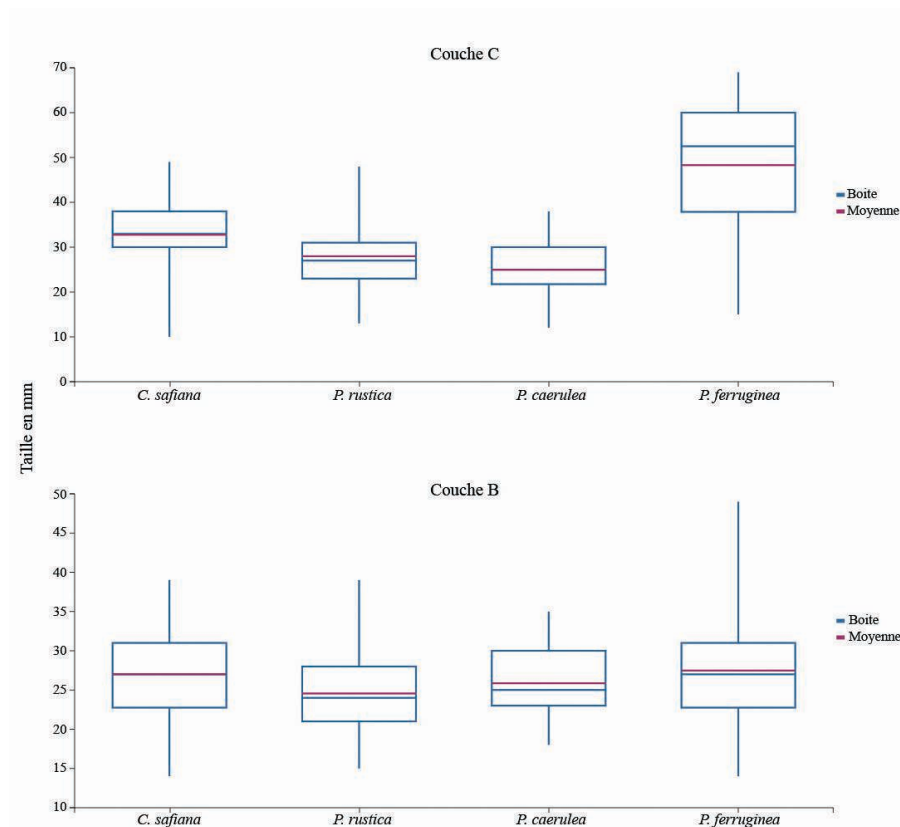 Couche C
70
60
50
40
30
20
10
0
C. safiana P. rustica P. caerulea P. ferruginea
Boite
Moyenne
Taille en mm
Couche B
50
45
40
35
30
25
20
15
10
C. safiana P. rustica P. caerulea P. ferruginea
Boite
Moyenne